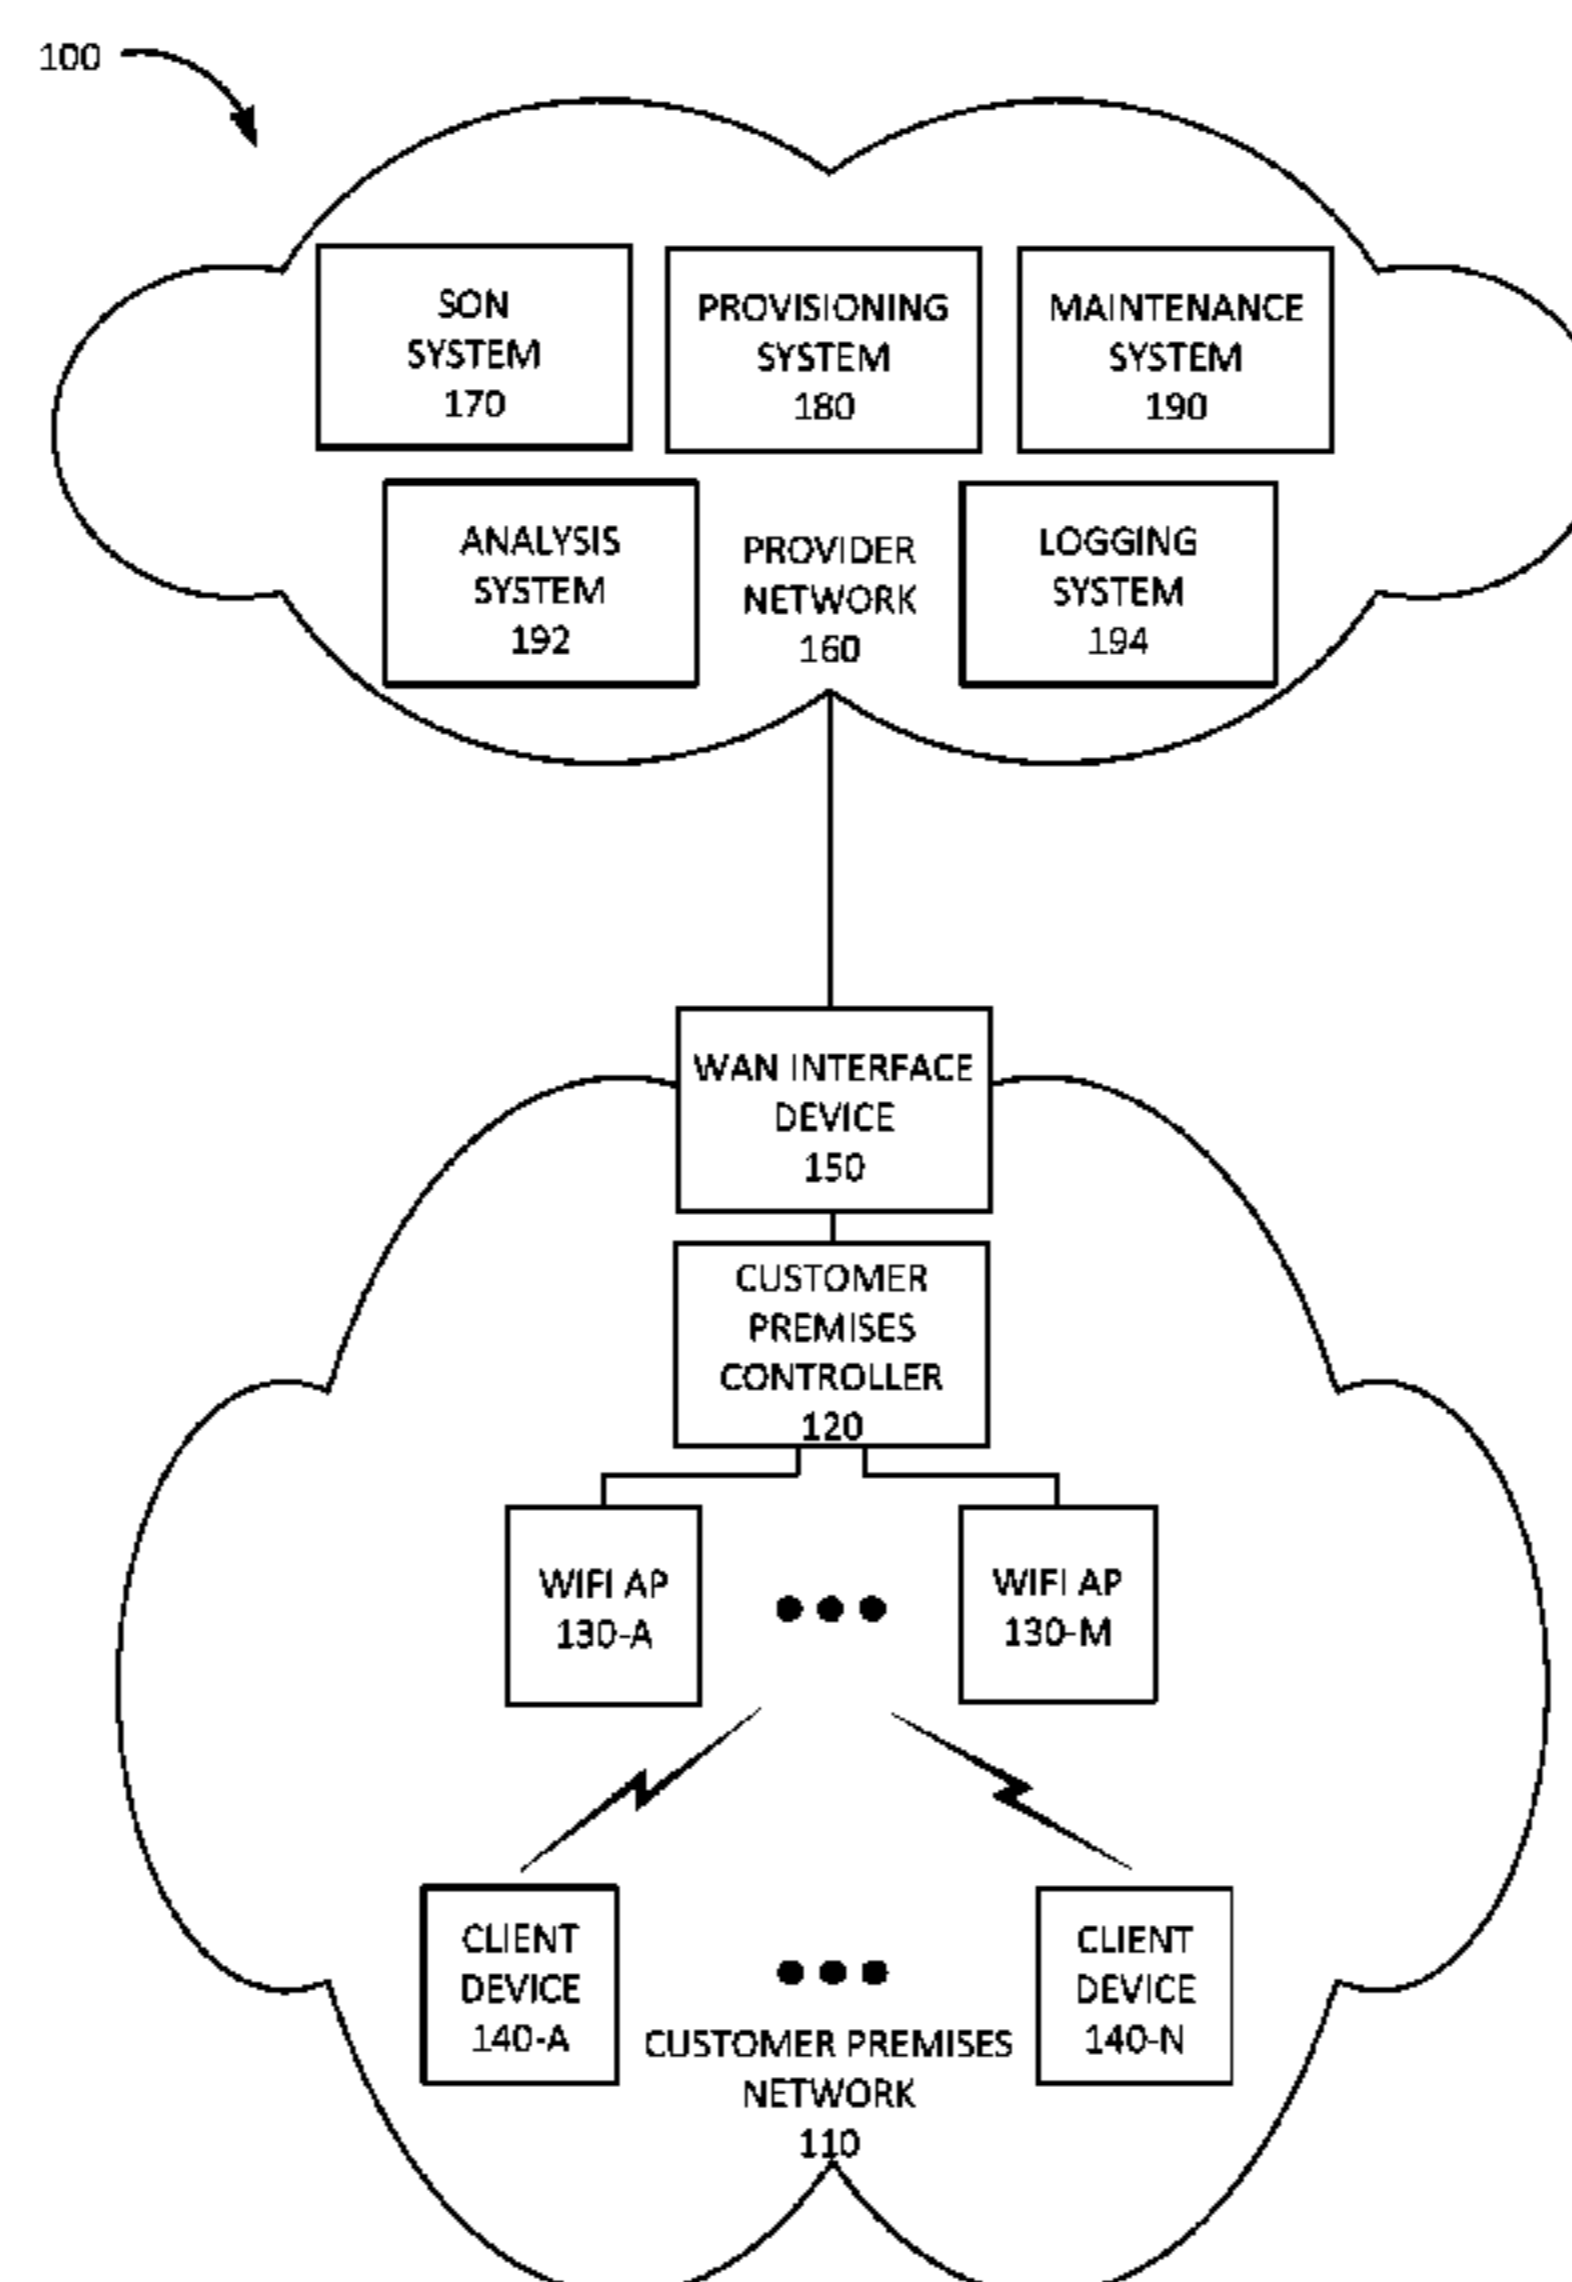 100
SON
SYSTEM
170
PROVISIONING
SYSTEM
180
MAINTENANCE
SYSTEM
190
ANALYSIS
SYSTEM
192
PROVIDER
NETWORK
160
LOGGING
SYSTEM
194
WAN INTERFACE
DEVICE
150
CUSTOMER
PREMISES
CONTROLLER
120
WIFI AP
130-A
WIFI AP
130-M
CLIENT
DEVICE
140-A
CLIENT
DEVICE
140-N
CUSTOMER PREMISES
NETWORK
110